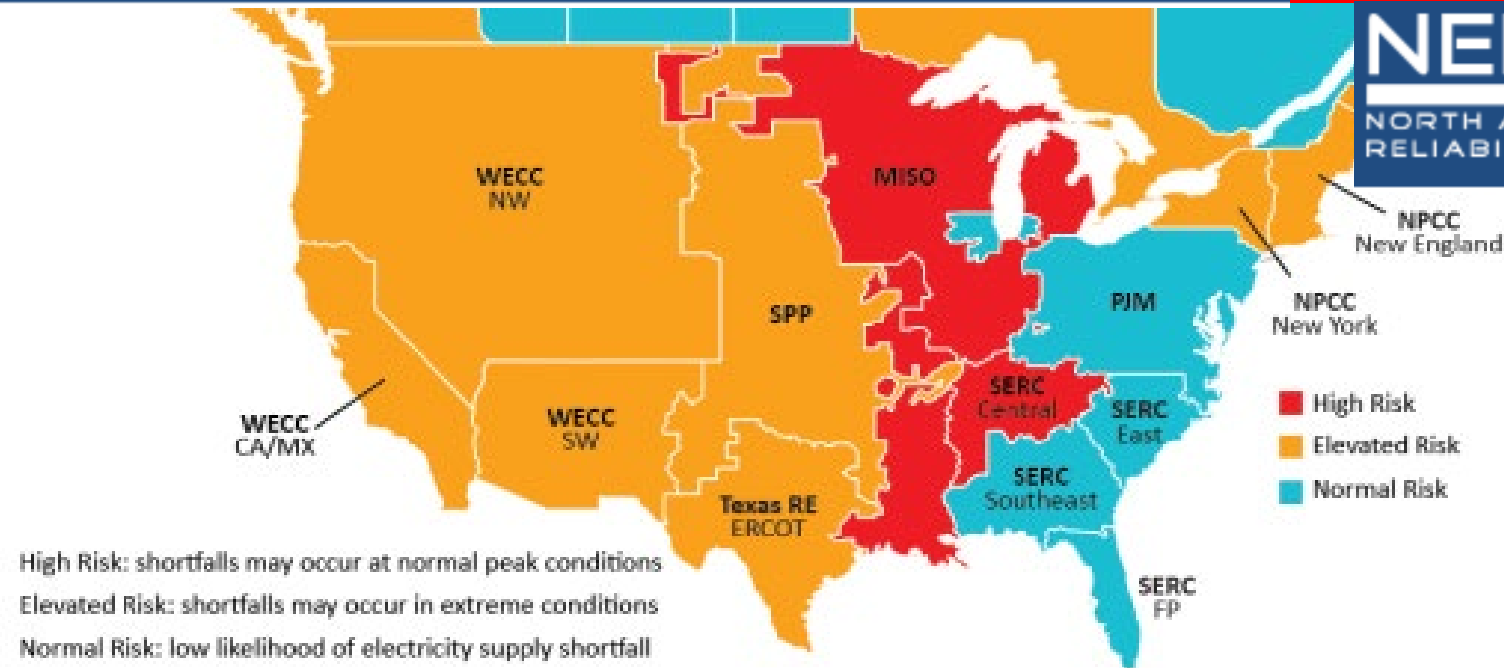 NE
NORTH A
RELIABI
WECC
NW
MISO
NPCC
New England
SPP
PJM
NPCC
New York
WECC
CA/MX
WECC
SW
SERC
Central
SERC
East
High Risk
Elevated Risk
Normal Risk
SERC
Southeast
Texas RE
ERCOT
SERC
FP
High Risk: shortfalls may occur at normal peak conditions
Elevated Risk: shortfalls may occur in extreme conditions
Normal Risk: low likelihood of electricity supply shortfall